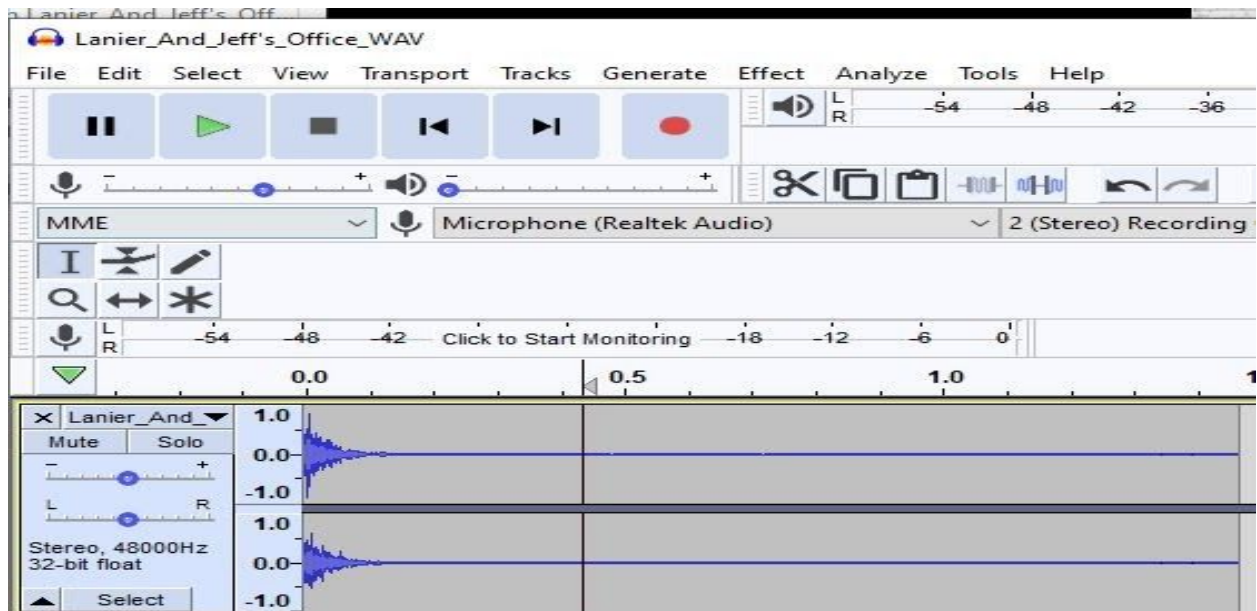 Lanier And Jeff's Off...
Lanier_And_Jeff's_Office_WAV
File Edit Select View Transport Tracks Generate Effect Analyze Tools Help
L
R
-54 -48 -42 -36
- + - +
MME Microphone (Realtek Audio) 2 (Stereo) Recording
L
R
-54 -48 -42 Click to Start Monitoring -18 -12 -6 0
0.0 0.5 1.0 1
X Lanier_And_
Mute Solo
- +
L R
Stereo, 48000Hz
32-bit float
Select
1.0
0.0
-1.0
1.0
0.0
-1.0